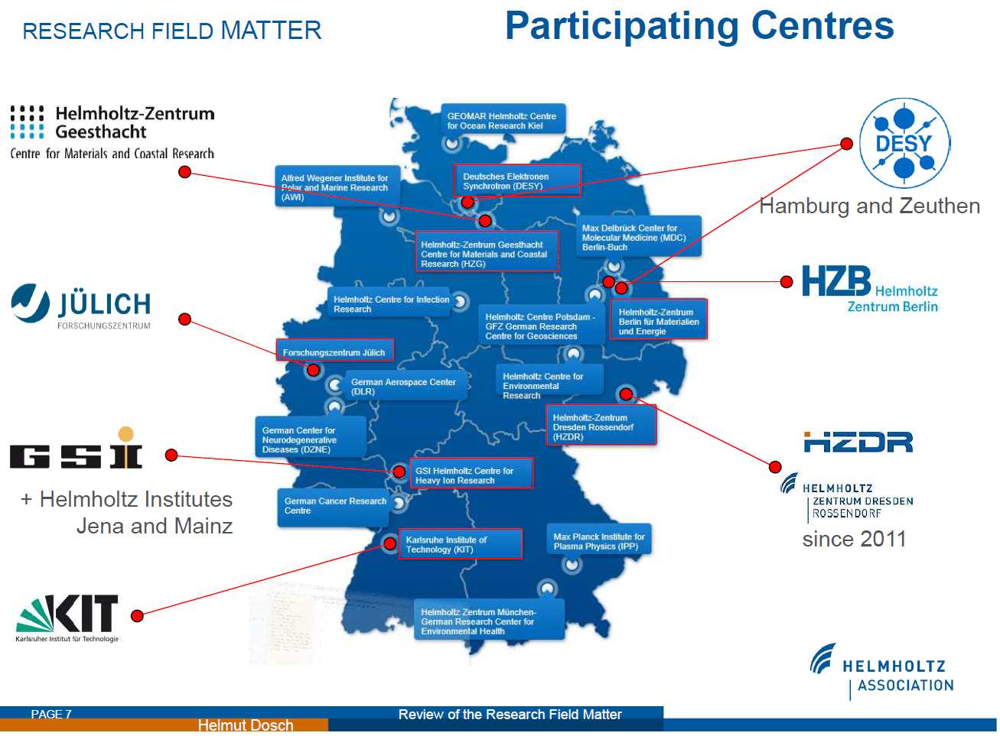 RESEARCH FIELD MATTER
Participating Centres
Helmholtz-Zentrum
Geesthacht
Centre for Materials and Coastal Research
GEOMAR Helmholtz Centre
for Ocean Research Kiel
DESY
Hamburg and Zeuthen
Alfred Wegener Institute for
Polar and Marine Research
(AWI)
Deutsches Elektronen
Synchrotron (DESY)
Max Delbrück Center for
Molecular Medicine (MDC)
Berlin-Buch
Helmholtz-Zentrum Geesthacht
Centre for Materials and Coastal
Research (HZG)
JÜLICH
FORSCHUNGSZENTRUM
Helmholtz Centre for Infection
Research
Helmholtz Centre Potsdam -
GFZ German Research
Centre for Geosciences
Helmholtz-Zentrum
Berlin für Materialien
und Energie
HZB Helmholtz
Zentrum Berlin
Forschungszentrum Jülich
German Aerospace Center
(DLR)
Helmholtz Centre for
Environmental
Research
German Center for
Neurodegenerative
Diseases (DZNE)
Helmholtz-Zentrum
Dresden Rossendorf
(HZDR)
GSI
+ Helmholtz Institutes
Jena and Mainz
GSI Helmholtz Centre for
Heavy Ion Research
HZDR
HELMHOLTZ
ZENTRUM DRESDEN
ROSSENDORF
since 2011
German Cancer Research
Centre
Karlsruhe Institute of
Technology (KIT)
Max Planck Institute for
Plasma Physics (IPP)
KIT
Karlsruher Institut für Technologie
Helmholtz Zentrum München-
German Research Center for
Environmental Health
HELMHOLTZ
ASSOCIATION
PAGE 7
Helmut Dosch
Review of the Research Field Matter